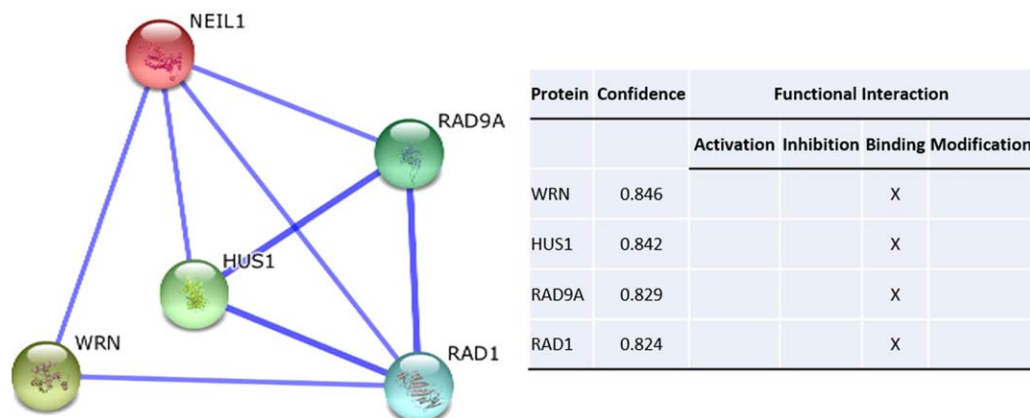 NEIL1
RAD9A
HUS1
WRN
RAD1
Protein Confidence Functional Interaction
Activation Inhibition Binding Modification
WRN 0.846 X
HUS1 0.842 X
RAD9A 0.829 X
RAD1 0.824 X